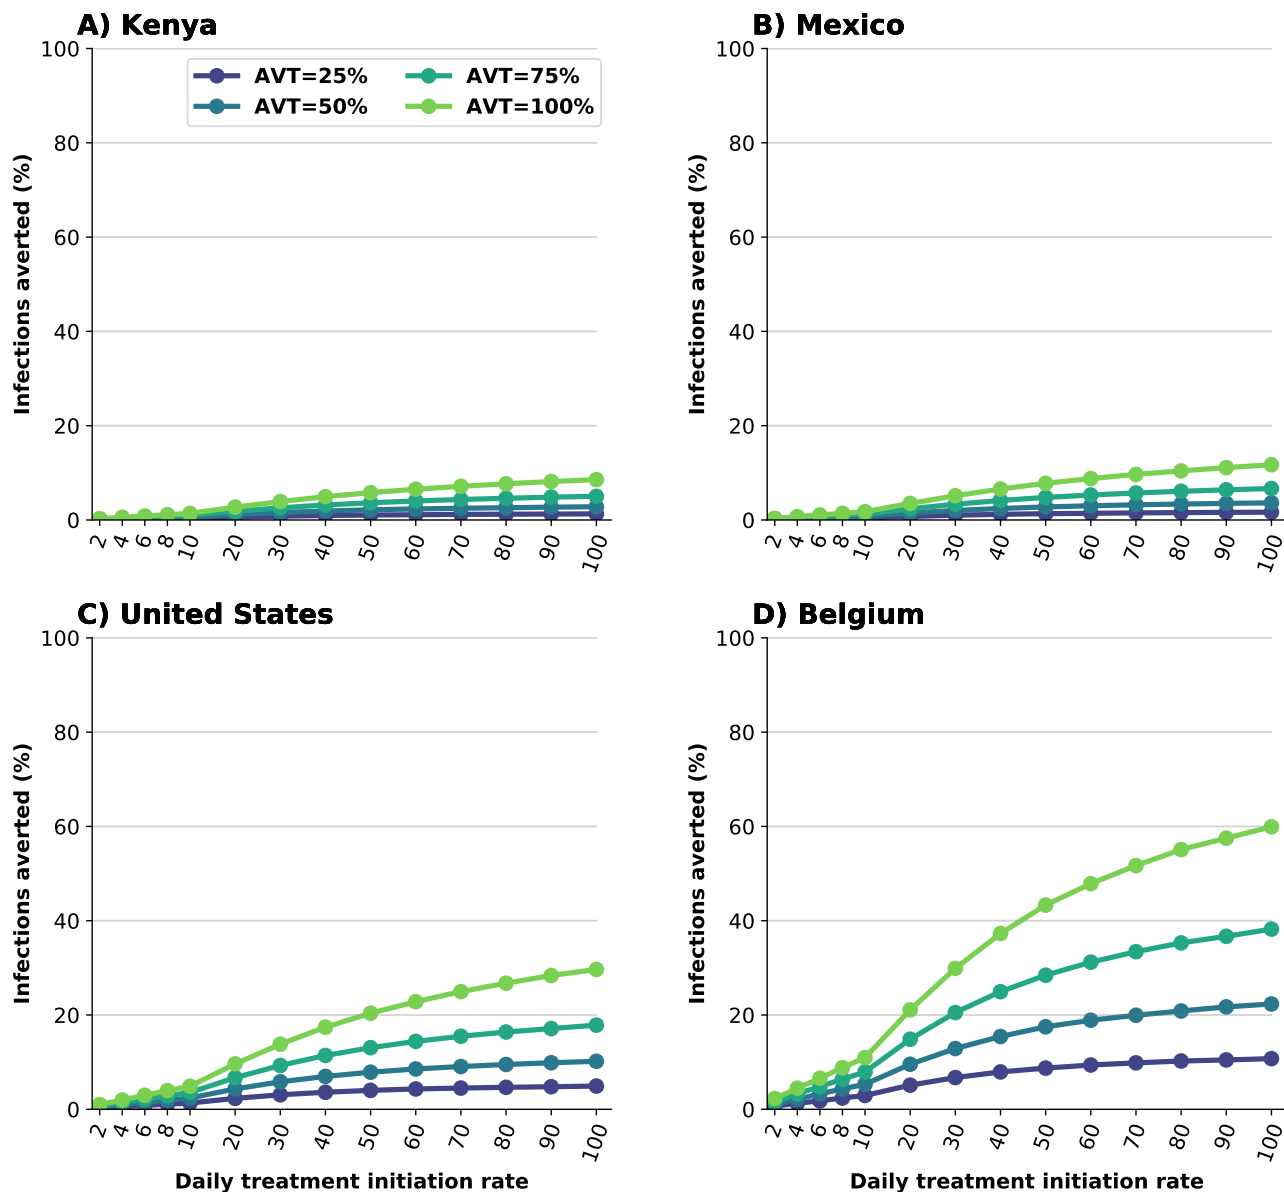 A) Kenya
B) Mexico
Infections averted (%)
100
80
60
40
20
0
AVT=25%
AVT=75%
AVT=50%
AVT=100%
2 4 6 8 10 20 30 40 50 60 70 80 90 100
Infections averted (%)
100
80
60
40
20
0
2 4 6 8 10 20 30 40 50 60 70 80 90 100
C) United States
D) Belgium
Infections averted (%)
100
80
60
40
20
0
2 4 6 8 10 20 30 40 50 60 70 80 90 100
Daily treatment initiation rate
Infections averted (%)
100
80
60
40
20
0
2 4 6 8 10 20 30 40 50 60 70 80 90 100
Daily treatment initiation rate